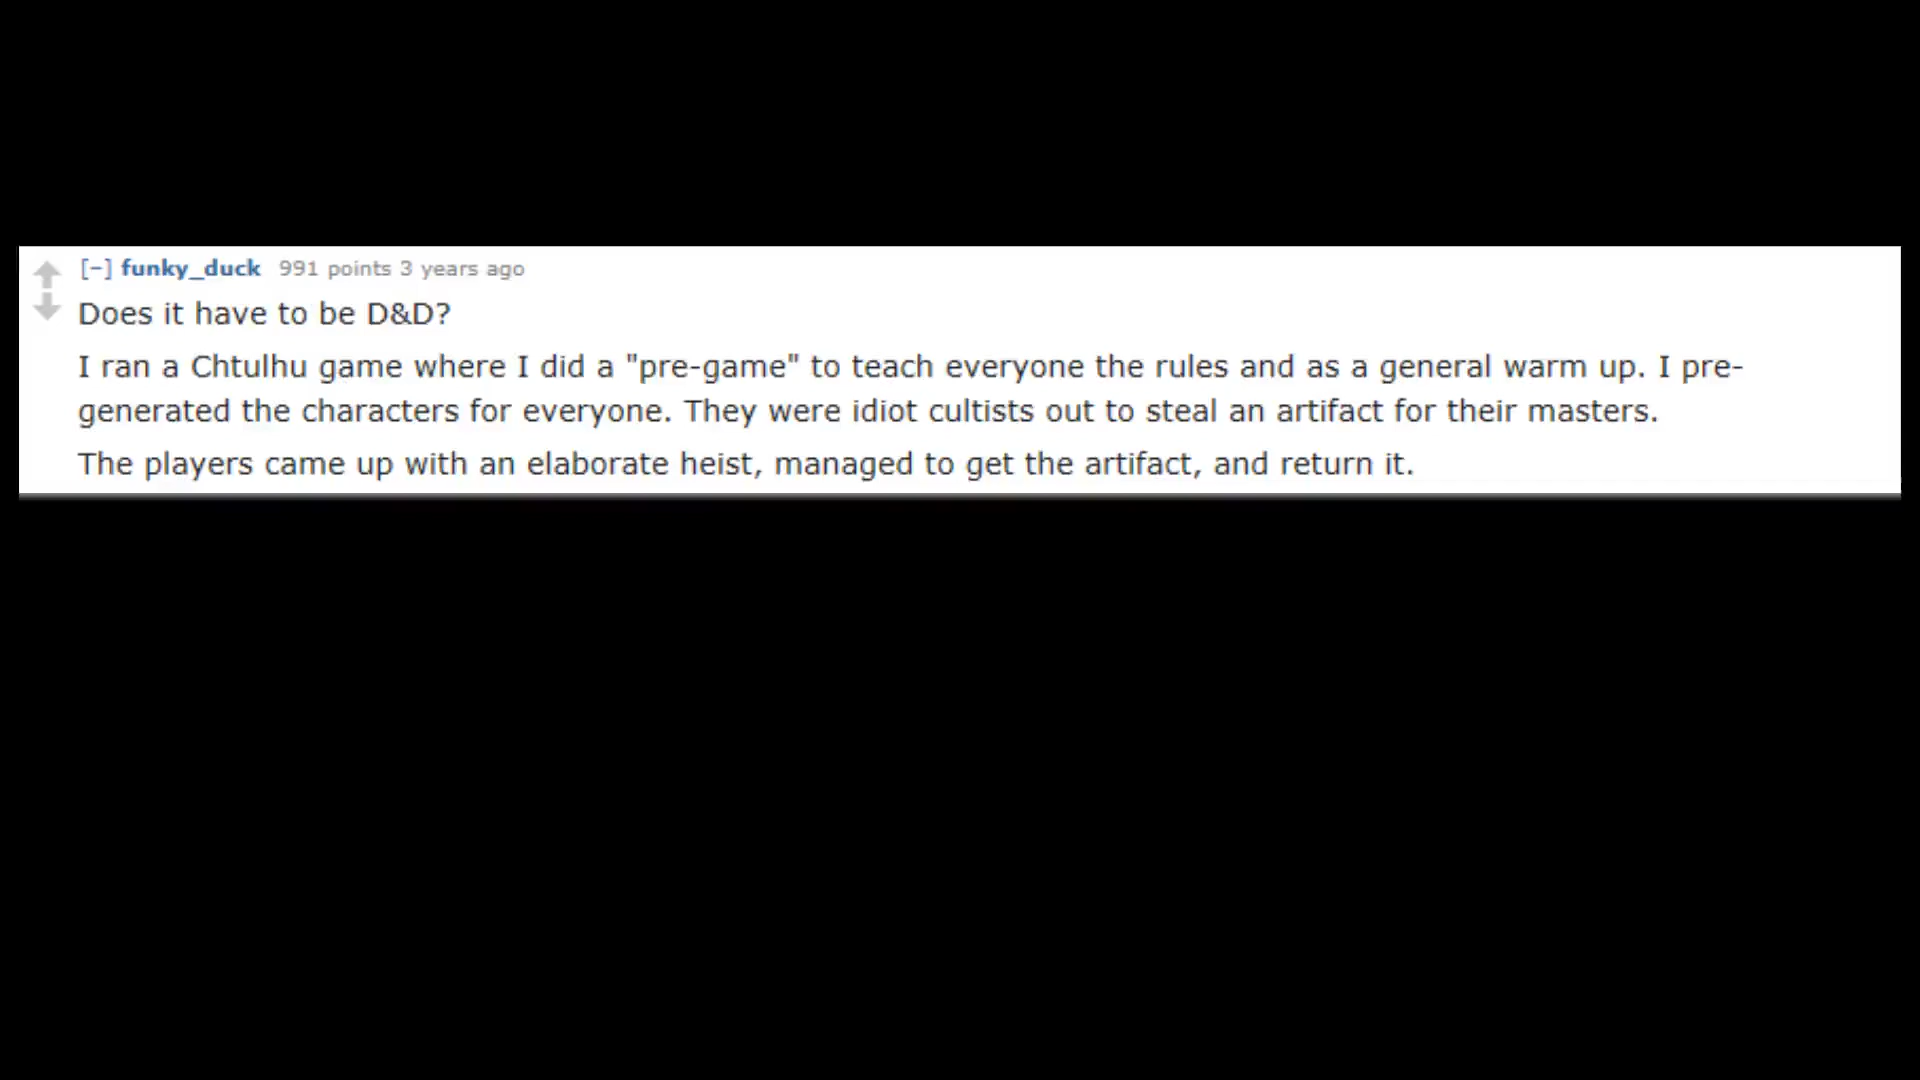 [–] funky_duck 991 points 3 years ago
Does it have to be D&D?
I ran a Chtulhu game where I did a "pre-game" to teach everyone the rules and as a general warm up. I pre-
generated the characters for everyone. They were idiot cultists out to steal an artifact for their masters.
The players came up with an elaborate heist, managed to get the artifact, and return it.